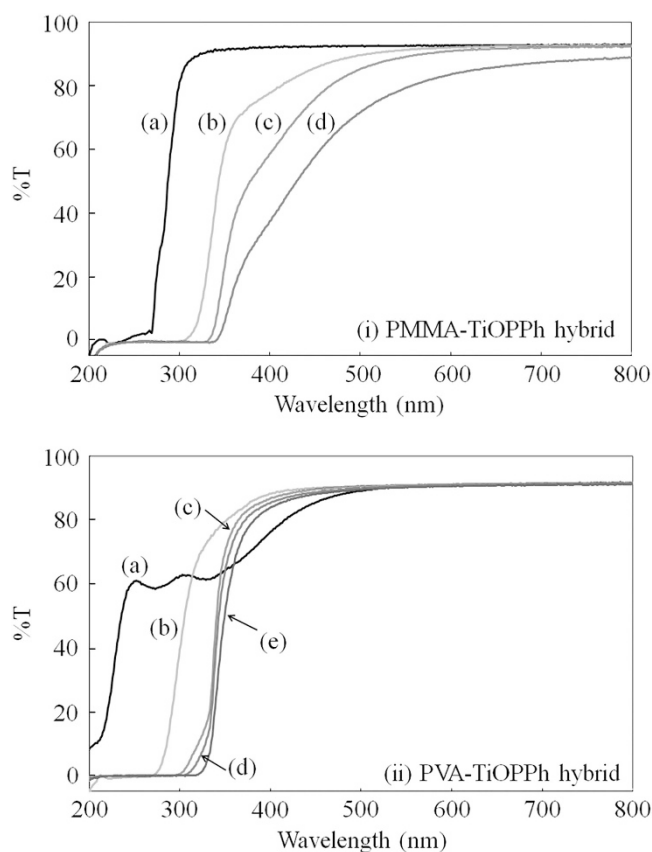 100
80
(a)
(b)
(c)
(d)
60
%T
40
20
0
(i) PMMA-TiOPPh hybrid
200 300 400 500 600 700 800
Wavelength (nm)
100
(c)
80
(a)
60
%T
(b)
(e)
40
20
(d)
0
(ii) PVA-TiOPPh hybrid
200 300 400 500 600 700 800
Wavelength (nm)